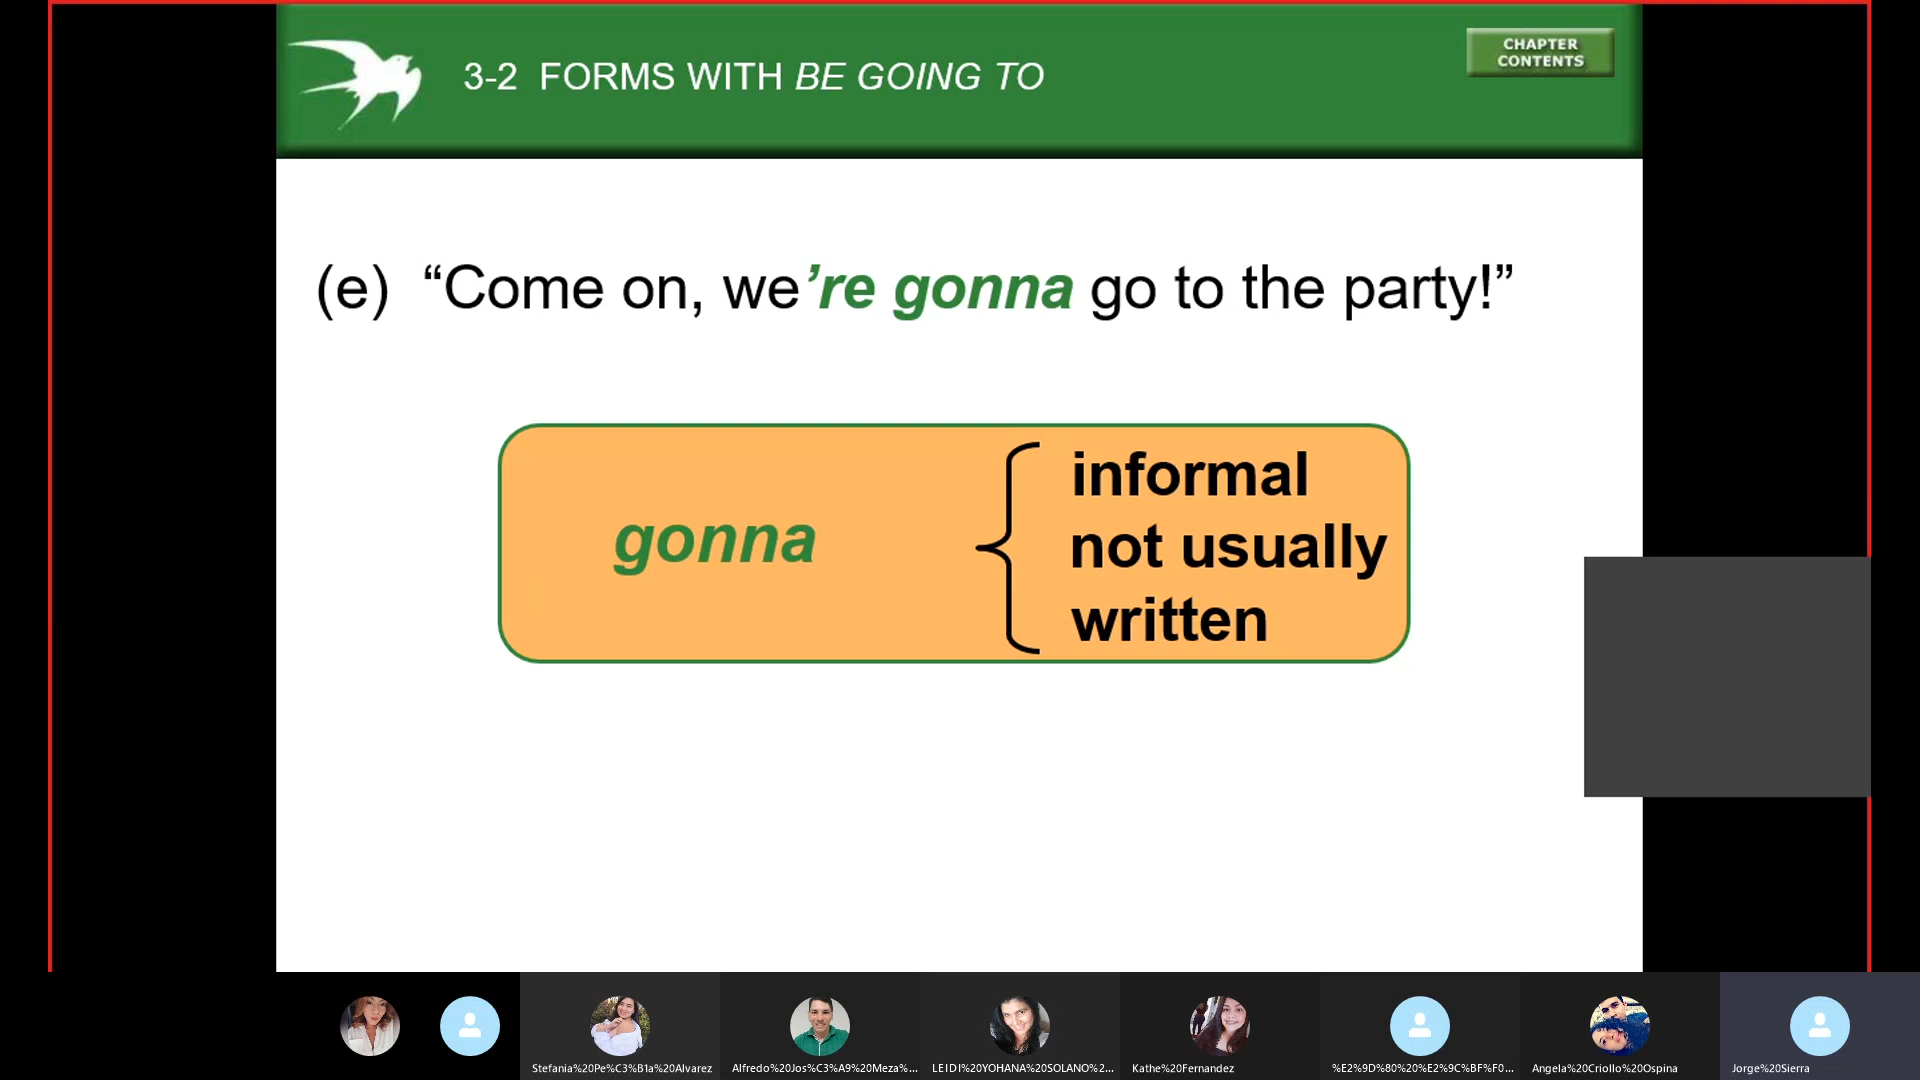 3-2 FORMS WITH BE GOING TO
CHAPTER
CONTENTS
(e) “Come on, we’re gonna go to the party!”
gonna
informal
not usually
written
Stefania%20Pe%C3%B1a%20Alvarez
Alfredo%20Jos%C3%A9%20Meza%...
LEIDI%20YOHANA%20SOLANO%2...
Kathe%20Fernandez
%E2%9D%80%20%E2%9C%BF%F0...
Angela%20Criollo%20Ospina
Jorge%20Sierra